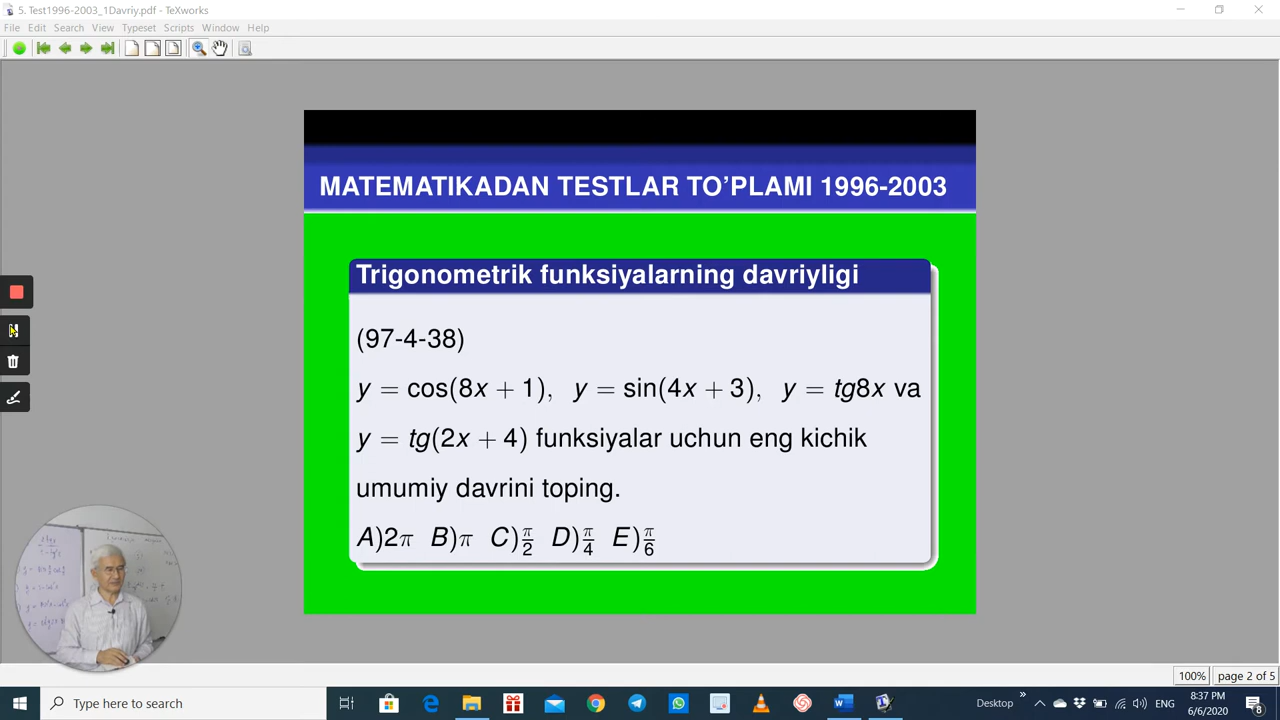 5. Test1996-2003_1Davriy.pdf - TeXworks
File Edit Search View Typeset Scripts Window Help
MATEMATIKADAN TESTLAR TO’PLAMI 1996-2003
Trigonometrik funksiyalarning davriyligi
(97-4-38)
y = cos(8x + 1), y = sin(4x + 3), y = tg8x va
y = tg(2x + 4) funksiyalar uchun eng kichik
umumiy davrini toping.
A)2π B)π C)π/2 D)π/4 E)π/6
100% page 2 of 5
Type here to search
Desktop
ENG
8:37 PM
6/6/2020
8